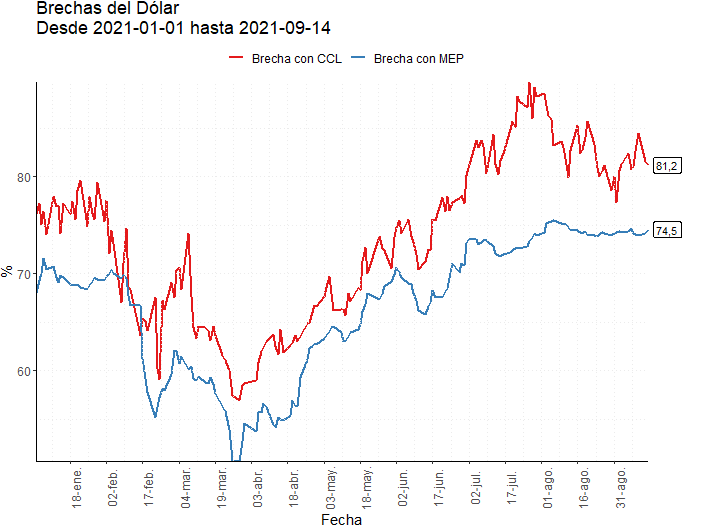 Brechas del Dólar
Desde 2021-01-01 hasta 2021-09-14
Brecha con CCL
Brecha con MEP
%
80
70
60
81,2
74,5
18-ene.
02-feb.
17-feb.
04-mar.
19-mar.
03-abr.
18-abr.
03-may.
18-may.
02-jun.
17-jun.
02-jul.
17-jul.
01-ago.
16-ago.
31-ago.
Fecha